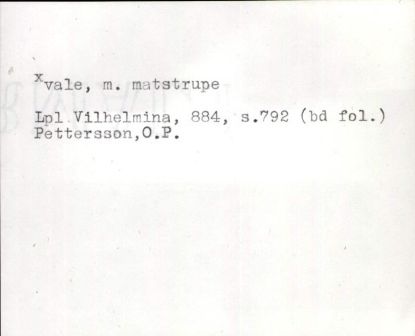 xvale, m. matstrupe
Lpl Vilhelmina, 884, s.792 (bd fol.)
Pettersson,O.P.